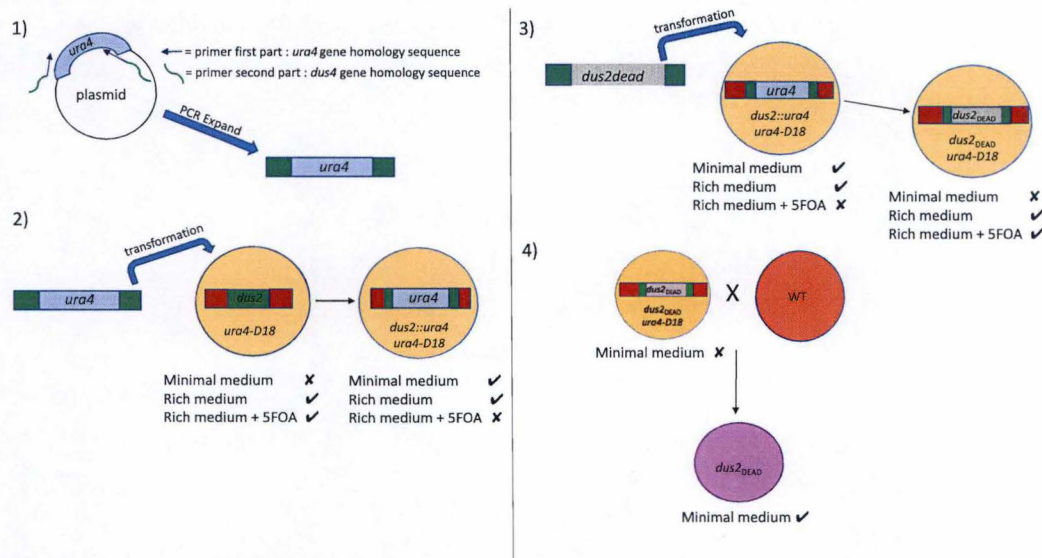 1)
ura4
plasmid
= primer first part : ura4 gene homology sequence
= primer second part : dus4 gene homology sequence
PCR Expand
ura4
2)
transformation
ura4
dus2
ura4-D18
ura4
dus2::ura4
ura4-D18
Minimal medium ✘
Rich medium ✔
Rich medium + 5FOA ✔
Minimal medium ✔
Rich medium ✔
Rich medium + 5FOA ✘
3)
transformation
dus2dead
ura4
dus2::ura4
ura4-D18
Minimal medium ✔
Rich medium ✔
Rich medium + 5FOA ✘
dus2DEAD
dus2DEAD
ura4-D18
Minimal medium ✘
Rich medium ✔
Rich medium + 5FOA ✔
4)
dus2DEAD
dus2DEAD
ura4-D18
X
WT
Minimal medium ✘
dus2DEAD
Minimal medium ✔